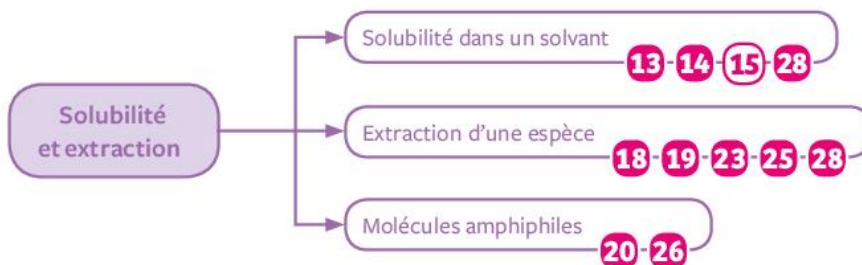 Solubilité
et extraction
Solubilité dans un solvant
13-14-15-28
Extraction d'une espèce
18-19-23-25-28
Molécules amphiphiles
20-26